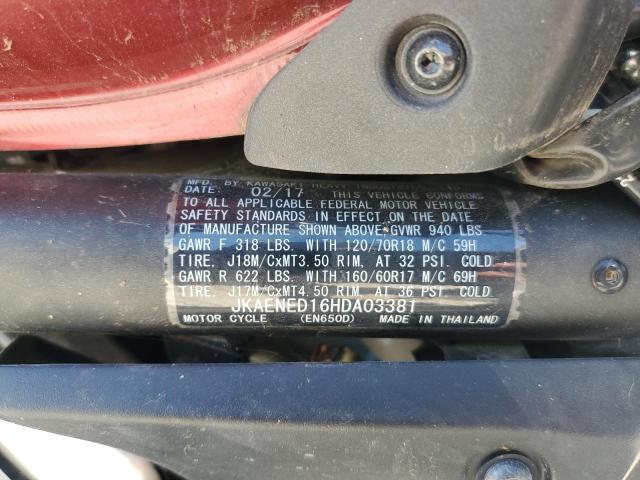 MFD. BY KAWASAKI HEAVY
DATE: 02/17 THIS VEHICLE CONFORMS
TO ALL APPLICABLE FEDERAL MOTOR VEHICLE
SAFETY STANDARDS IN EFFECT ON THE DATE
OF MANUFACTURE SHOWN ABOVE. GVWR 940 LBS
GAWR F 318 LBS. WITH 120/70R18 M/C 59H
TIRE. J18M/CxMT3.50 RIM. AT 32 PSI. COLD
GAWR R 622 LBS. WITH 160/60R17 M/C 69H
TIRE. J17M/CxMT4.50 RIM. AT 36 PSI. COLD
JKAENED16HDA03381
MOTOR CYCLE (EN650D) MADE IN THAILAND